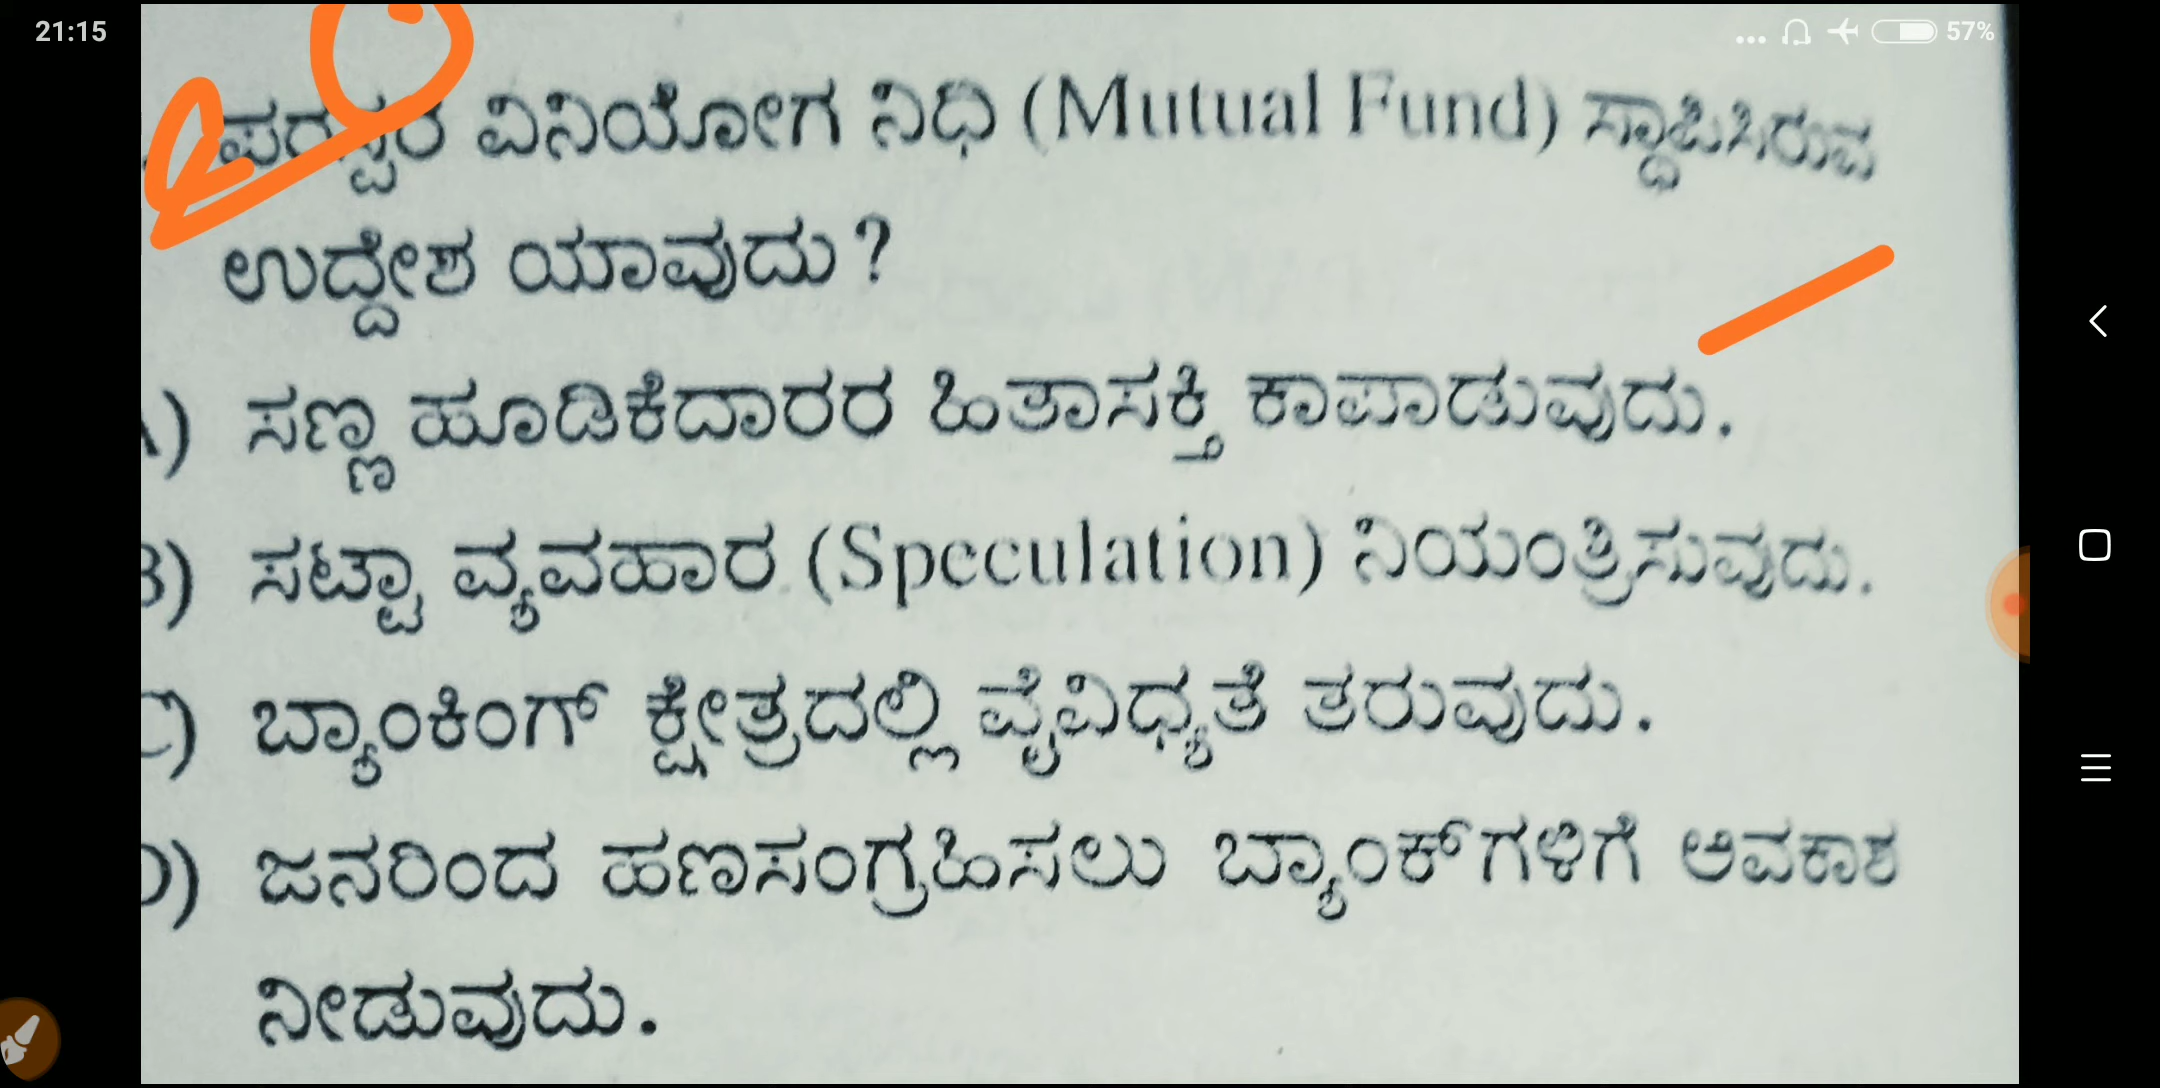 21:15
57%
ಪರಸ್ಪರ ವಿನಿಯೋಗ ನಿಧಿ (Mutual Fund) ಸ್ಥಾಪಿಸಿರುವ
ಉದ್ದೇಶ ಯಾವುದು?
A) ಸಣ್ಣ ಹೂಡಿಕೆದಾರರ ಹಿತಾಸಕ್ತಿ ಕಾಪಾಡುವುದು.
B) ಸಟ್ಟಾ ವ್ಯವಹಾರ (Speculation) ನಿಯಂತ್ರಿಸುವುದು.
C) ಬ್ಯಾಂಕಿಂಗ್ ಕ್ಷೇತ್ರದಲ್ಲಿ ವೈವಿಧ್ಯತೆ ತರುವುದು.
D) ಜನರಿಂದ ಹಣಸಂಗ್ರಹಿಸಲು ಬ್ಯಾಂಕ್‌ಗಳಿಗೆ ಅವಕಾಶ
ನೀಡುವುದು.